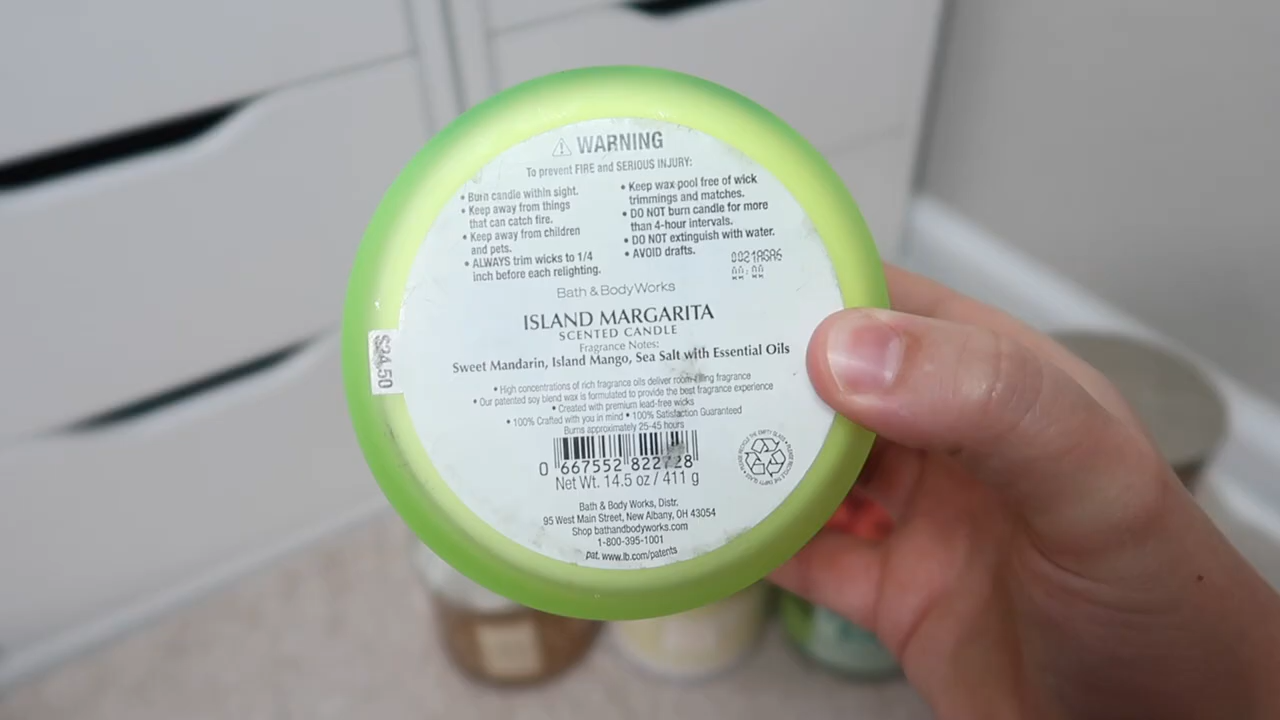 WARNING
To prevent FIRE and SERIOUS INJURY:
• Burn candle within sight.
• Keep away from things
that can catch fire.
• Keep away from children
and pets.
• ALWAYS trim wicks to 1/4
inch before each relighting.
• Keep wax pool free of wick
trimmings and matches.
• DO NOT burn candle for more
than 4-hour intervals.
• DO NOT extinguish with water.
• AVOID drafts.
Bath & Body Works
ISLAND MARGARITA
SCENTED CANDLE
Fragrance Notes:
Sweet Mandarin, Island Mango, Sea Salt with Essential Oils
• High concentrations of rich fragrance oils deliver room-filling fragrance
• Our patented soy blend wax is formulated to provide the best fragrance experience
• Created with premium lead-free wicks
• 100% Crafted with you in mind • 100% Satisfaction Guaranteed
Burns approximately 25-45 hours
0 667552 822728
Net Wt. 14.5 oz / 411 g
Bath & Body Works, Distr.
95 West Main Street, New Albany, OH 43054
Shop bathandbodyworks.com
1-800-395-1001
pat. www.lb.com/patents
$24.50